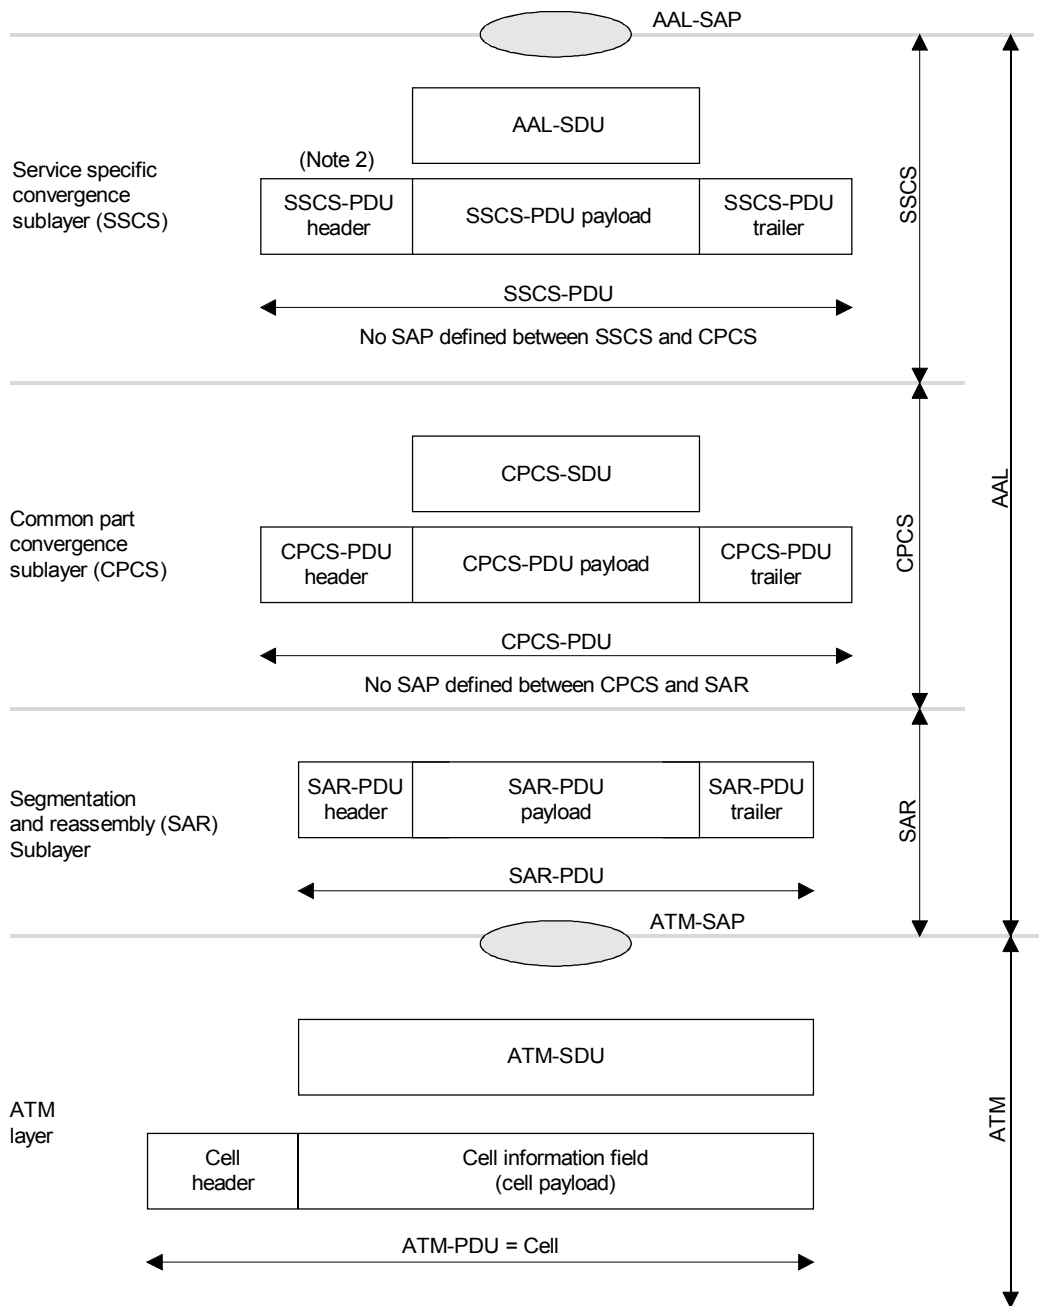 AAL-SAP
AAL-SDU
(Note 2)
Service specific
convergence
sublayer (SSCS)
SSCS-PDU
header
SSCS-PDU payload
SSCS-PDU
trailer
SSCS
SSCS-PDU
No SAP defined between SSCS and CPCS
AAL
CPCS-SDU
Common part
convergence
sublayer (CPCS)
CPCS-PDU
header
CPCS-PDU payload
CPCS-PDU
trailer
CPCS
CPCS-PDU
No SAP defined between CPCS and SAR
Segmentation
and reassembly (SAR)
Sublayer
SAR-PDU
header
SAR-PDU
payload
SAR-PDU
trailer
SAR
SAR-PDU
ATM-SAP
ATM-SDU
ATM
layer
ATM
Cell
header
Cell information field
(cell payload)
ATM-PDU = Cell